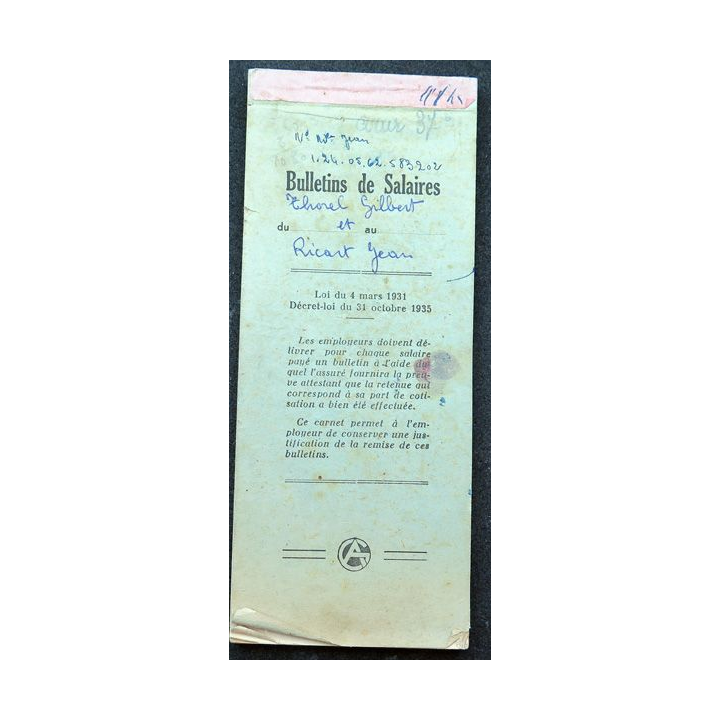 37
N° Jean
1.24.05.62.583202
Bulletins de Salaires
Thorel Gilbert
du et au
Ricart Jean
Loi du 4 mars 1931
Décret-loi du 31 octobre 1935
Les employeurs doivent dé-
livrer pour chaque salaire
payé un bulletin à l'aide du
quel l'assuré fournira la preu-
ve attestant que la retenue qui
correspond à sa part de coti-
sation a bien été effectuée.
Ce carnet permet à l'em-
ployeur de conserver une jus-
tification de la remise de ces
bulletins.